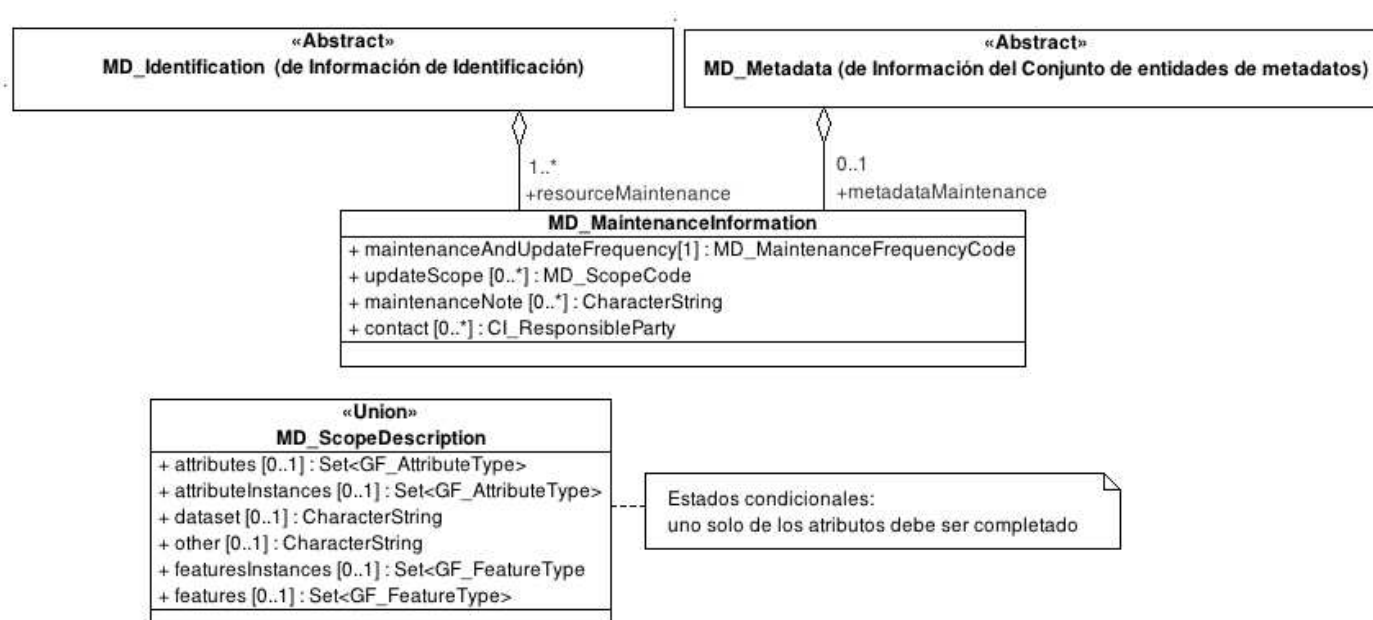 «Abstract»
MD_Identification (de Información de Identificación)
«Abstract»
MD_Metadata (de Información del Conjunto de entidades de metadatos)
1..*
+resourceMaintenance
0..1
+metadataMaintenance
MD_MaintenanceInformation
+ maintenanceAndUpdateFrequency[1] : MD_MaintenanceFrequencyCode
+ updateScope [0..*] : MD_ScopeCode
+ maintenanceNote [0..*] : CharacterString
+ contact [0..*] : CI_ResponsibleParty
«Union»
MD_ScopeDescription
+ attributes [0..1] : Set<GF_AttributeType>
+ attributeInstances [0..1] : Set<GF_AttributeType>
+ dataset [0..1] : CharacterString
+ other [0..1] : CharacterString
+ featuresInstances [0..1] : Set<GF_FeatureType
+ features [0..1] : Set<GF_FeatureType>
Estados condicionales:
uno solo de los atributos debe ser completado